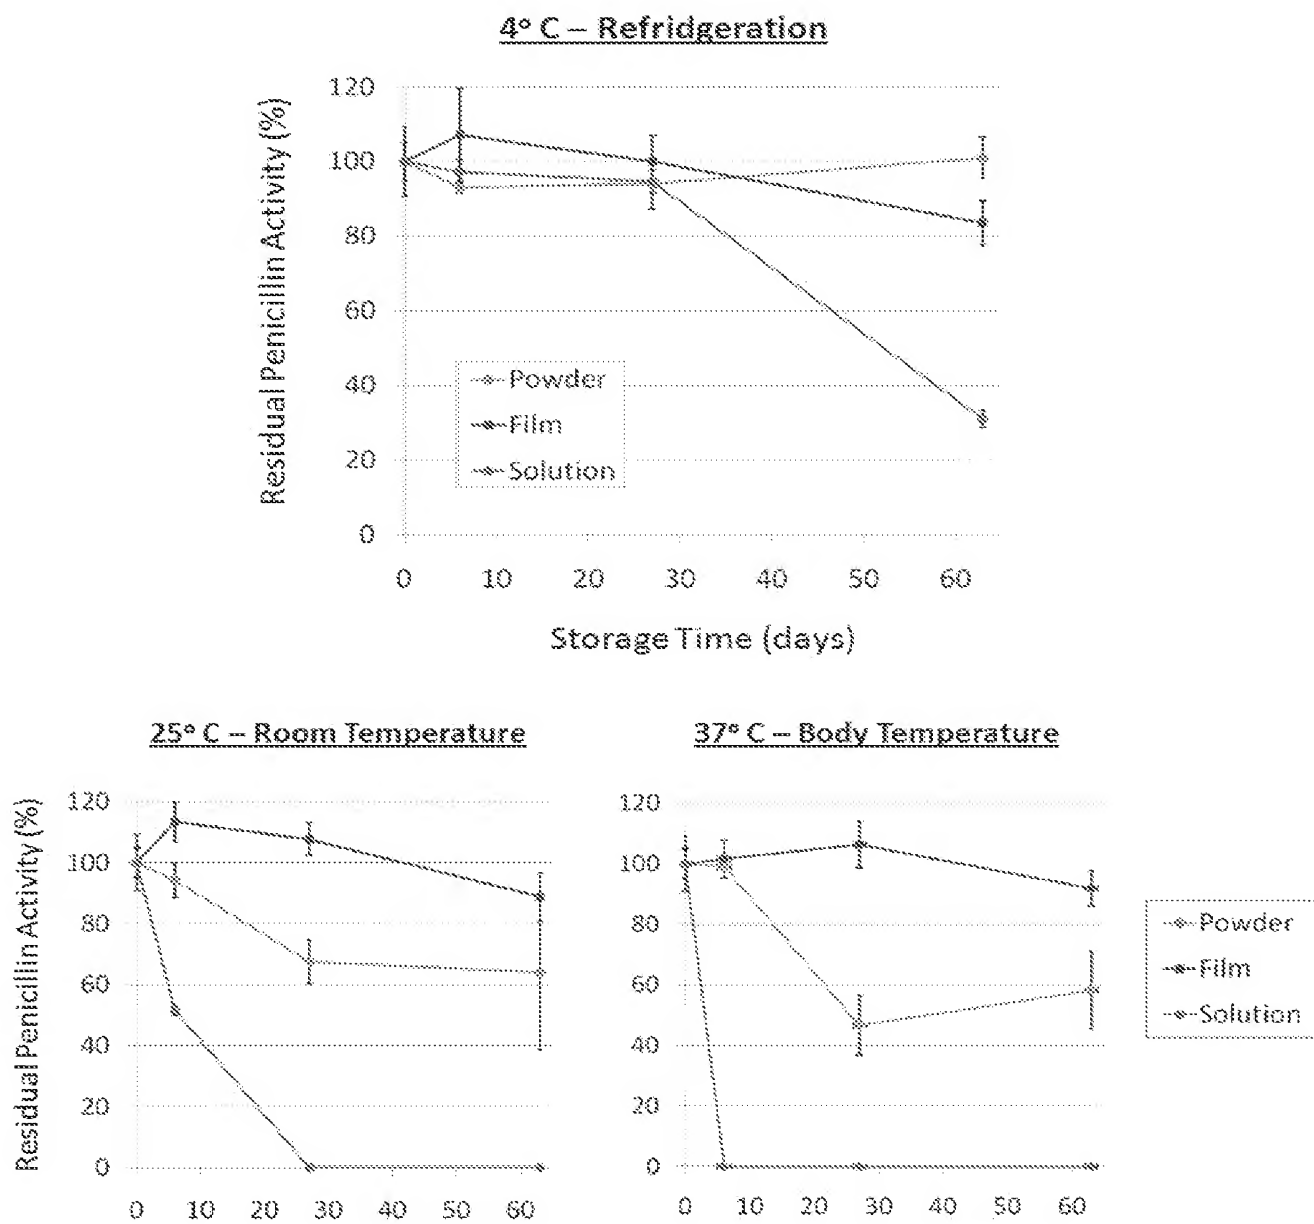 4° C – Refridgeration
Residual Penicillin Activity (%)
120
100
80
60
40
20
0
Powder
Film
Solution
0 10 20 30 40 50 60
Storage Time (days)
25° C – Room Temperature
Residual Penicillin Activity (%)
120
100
80
60
40
20
0
0 10 20 30 40 50 60
37° C – Body Temperature
120
100
80
60
40
20
0
0 10 20 30 40 50 60
Powder
Film
Solution